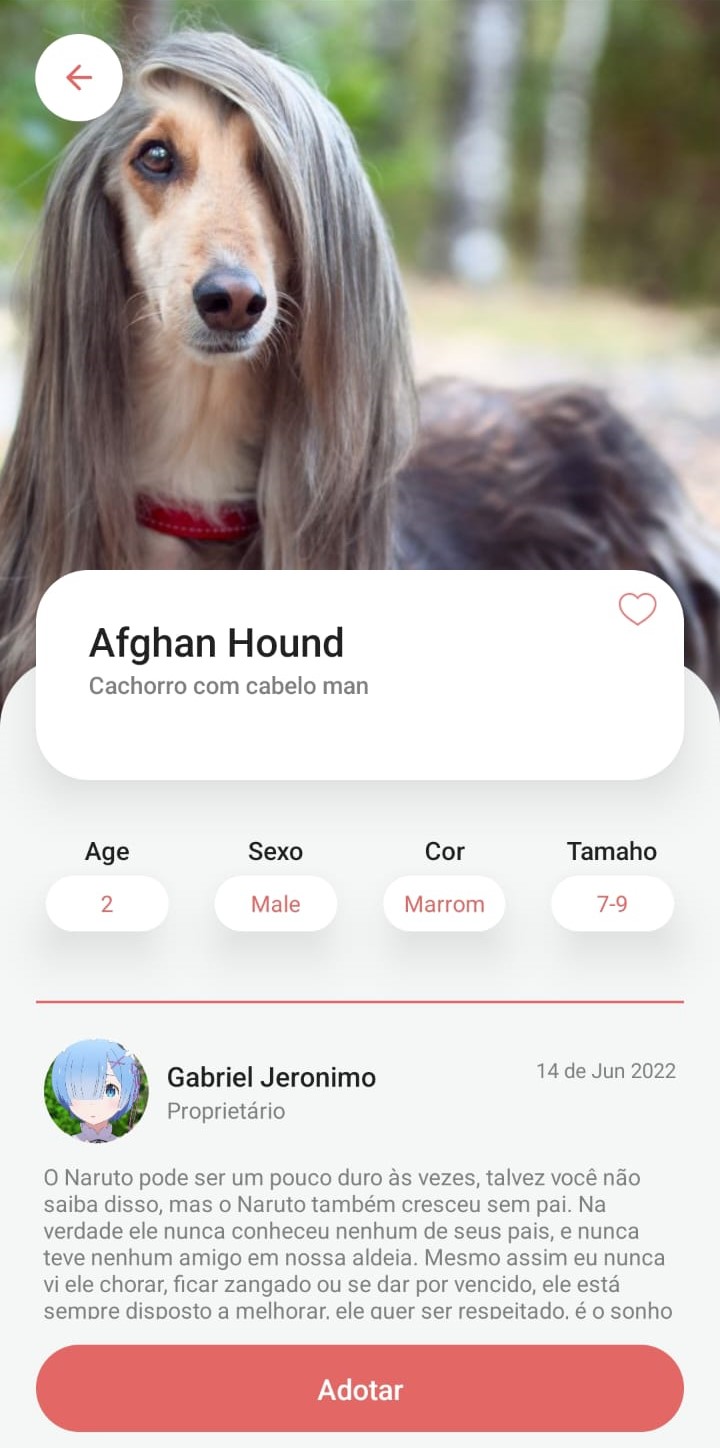 Afghan Hound
Cachorro com cabelo man
Age
Sexo
Cor
Tamaho
2
Male
Marrom
7-9
Gabriel Jeronimo
14 de Jun 2022
Proprietário
O Naruto pode ser um pouco duro às vezes, talvez você não
saiba disso, mas o Naruto também cresceu sem pai. Na
verdade ele nunca conheceu nenhum de seus pais, e nunca
teve nenhum amigo em nossa aldeia. Mesmo assim eu nunca
vi ele chorar, ficar zangado ou se dar por vencido, ele está
sempre disposto a melhorar, ele quer ser respeitado, é o sonho
Adotar